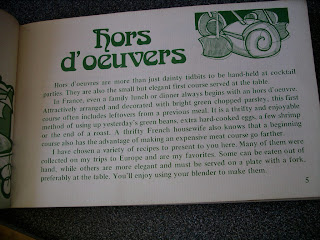 Hors
d'oeuvers
Hors d'oeuvres are more than just dainty tidbits to be hand-held at cocktail
parties. They are also the small but elegant first course served at the table.
In France, even a family lunch or dinner always begins with an hors d'oeuvre.
Attractively arranged and decorated with bright green chopped parsley, this first
course often includes leftovers from a previous meal. It is a thrifty and enjoyable
method of using up yesterday's green beans, extra hard-cooked eggs, a few shrimp
or the end of a roast. A thrifty French housewife also knows that a beginning
course also has the advantage of making an expensive meat course go farther.
I have chosen a variety of recipes to present to you here. Many of them were
collected on my trips to Europe and are my favorites. Some can be eaten out of
hand, while others are more elegant and must be served on a plate with a fork,
preferably at the table. You'll enjoy using your blender to make them.
5